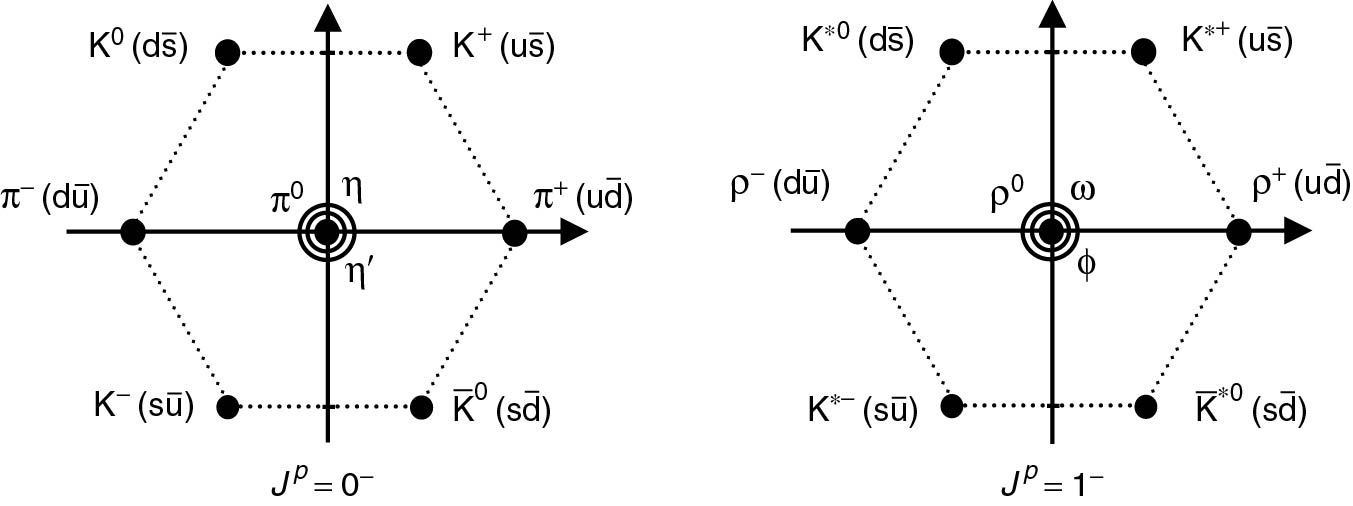 K⁰ (ds̄) K⁺ (us̄)
π⁻ (dū) π⁰ η π⁺ (ud̄)
η′
K⁻ (sū) K̄⁰ (sd̄)
Jᵖ = 0⁻
K*⁰ (ds̄) K*⁺ (us̄)
ρ⁻ (dū) ρ⁰ ω ρ⁺ (ud̄)
ϕ
K*⁻ (sū) K̄*⁰ (sd̄)
Jᵖ = 1⁻